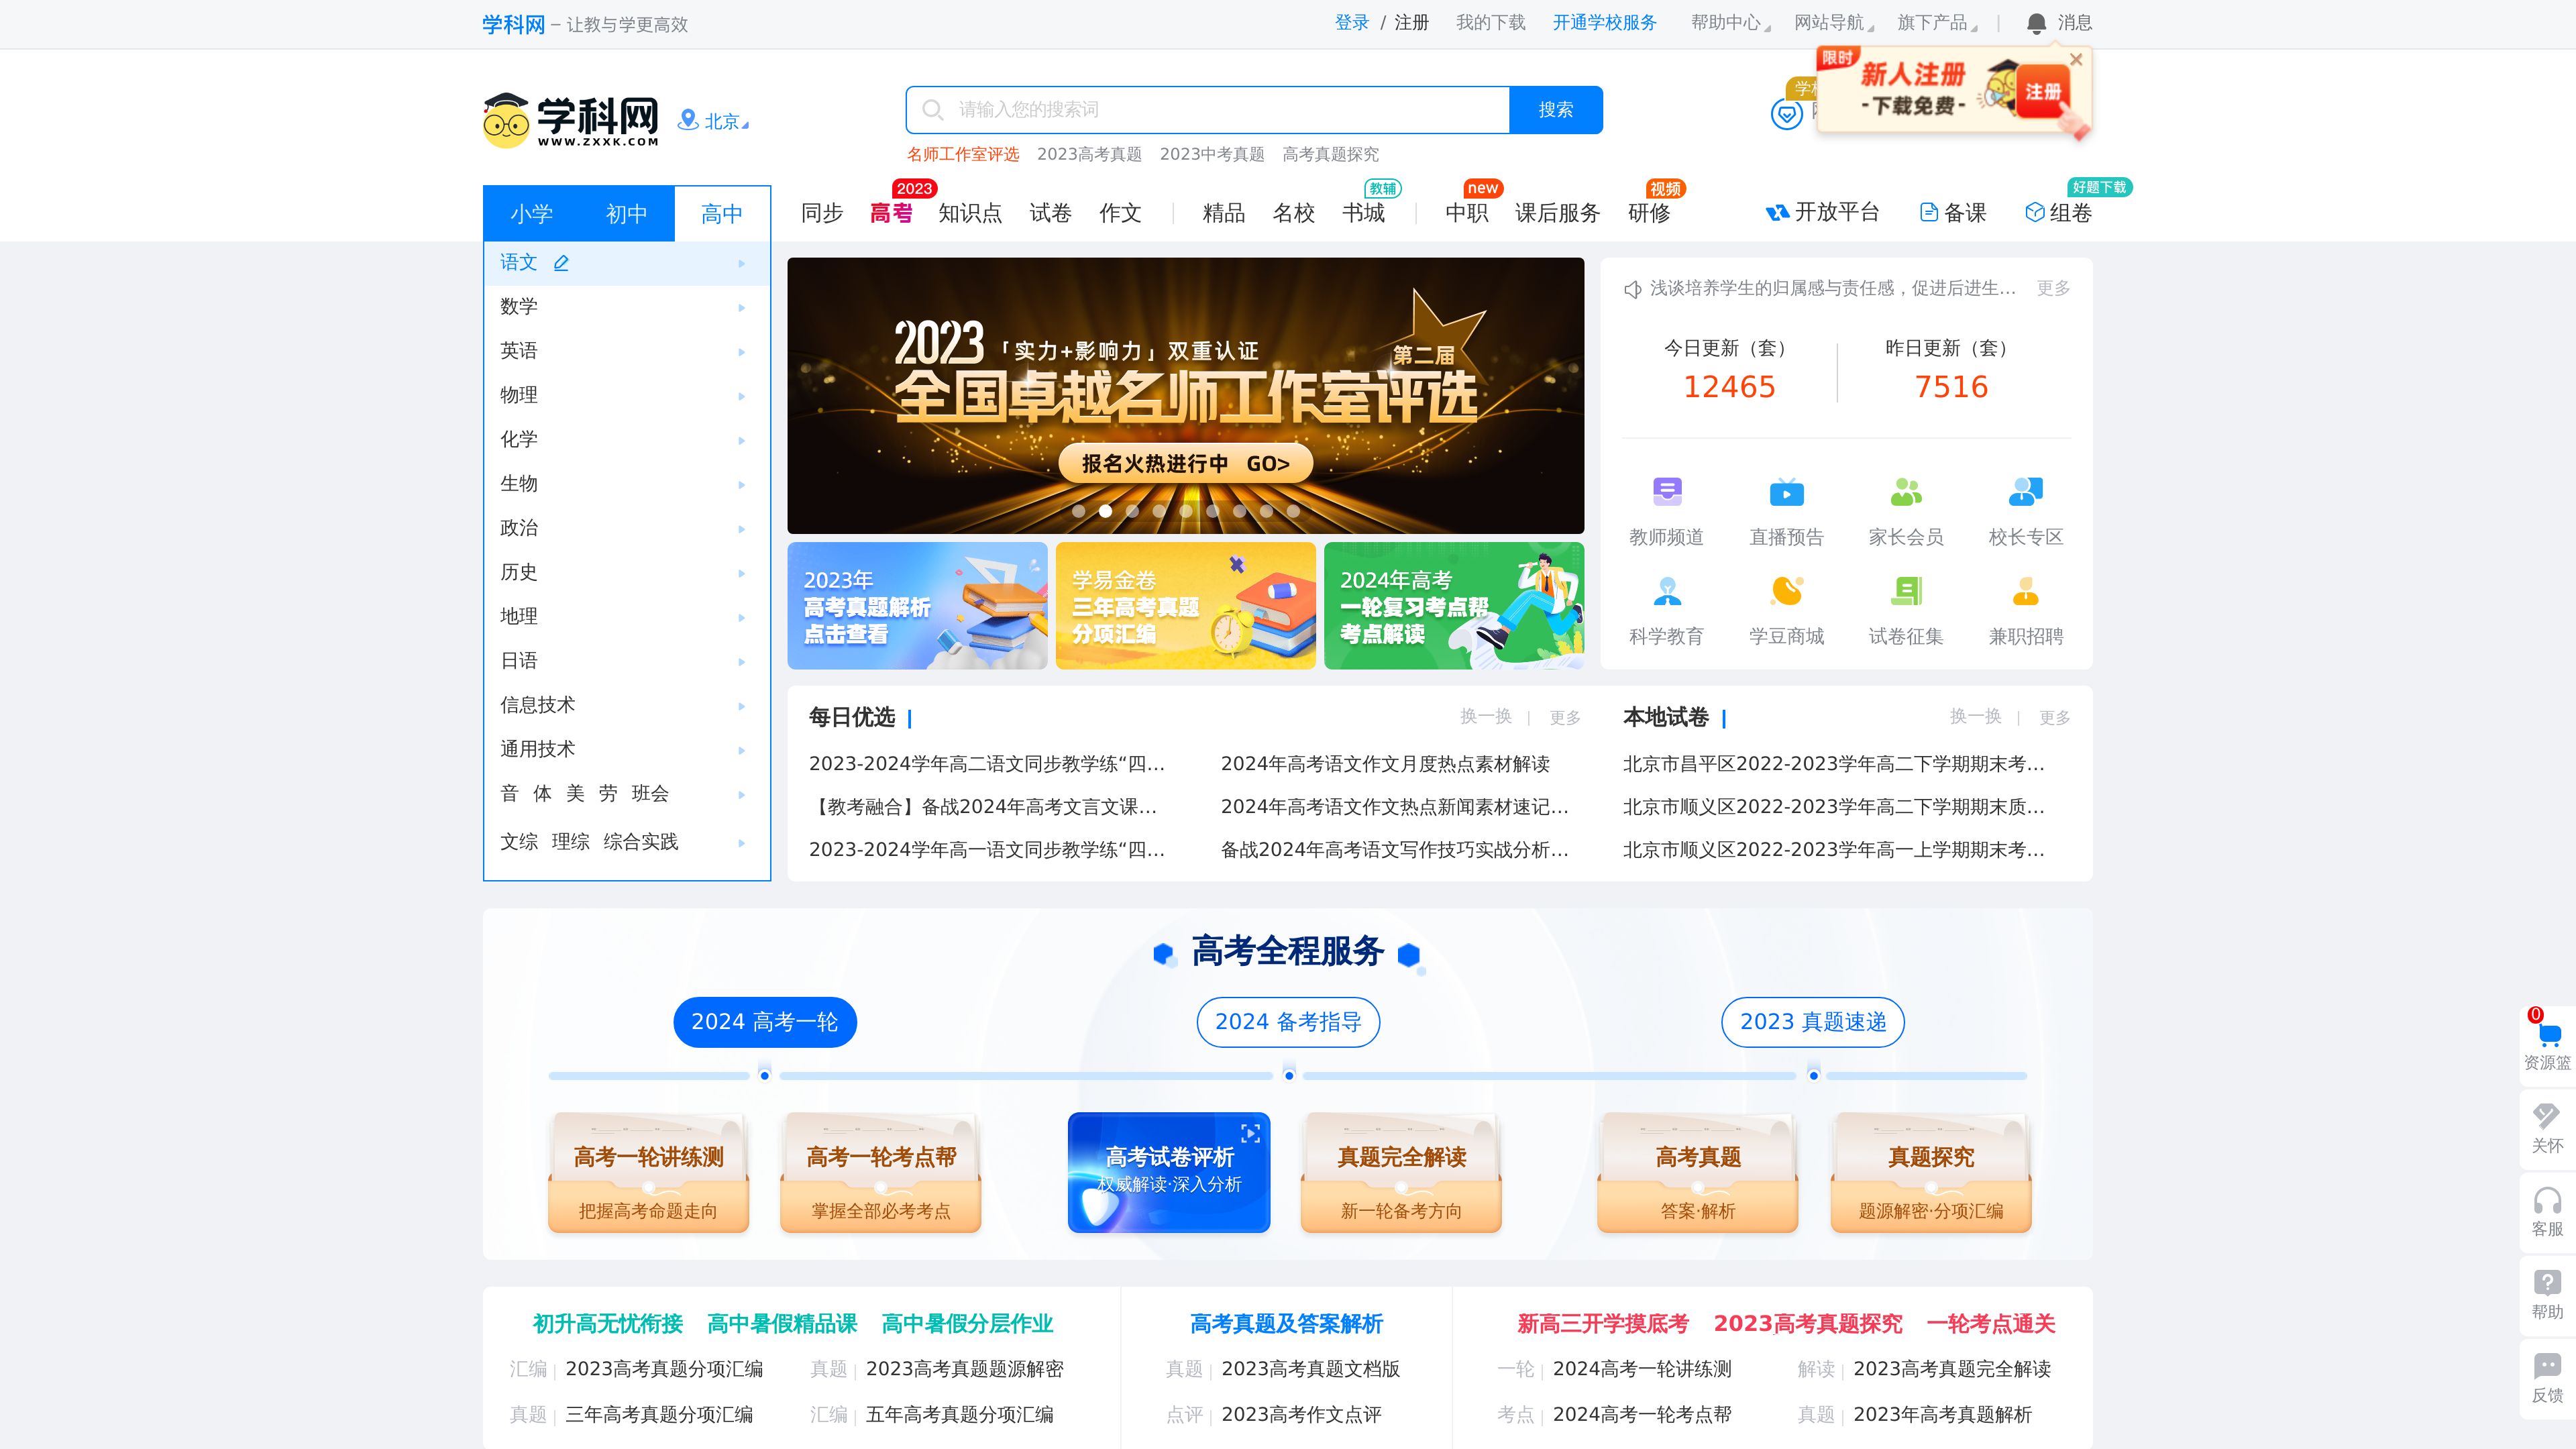 学科网 – 让教与学更高效
登录 / 注册 我的下载 开通学校服务 帮助中心 网站导航 旗下产品 | 消息
学科网
WWW.ZXXK.COM
北京
请输入您的搜索词
搜索
名师工作室评选 2023高考真题 2023中考真题 高考真题探究
限时
新人注册
-下载免费-
注册
小学 初中 高中
2023 教辅 new 视频 好题下载
同步 高考 知识点 试卷 作文 精品 名校 书城 中职 课后服务 研修 开放平台 备课 组卷
语文
数学
英语
物理
化学
生物
政治
历史
地理
日语
信息技术
通用技术
音 体 美 劳 班会
文综 理综 综合实践
2023「实力+影响力」双重认证
第二届
全国卓越名师工作室评选
报名火热进行中 GO>
2023年
高考真题解析
点击查看
学易金卷
三年高考真题
分项汇编
2024年高考
一轮复习考点帮
考点解读
浅谈培养学生的归属感与责任感，促进后进生... 更多
今日更新（套） 昨日更新（套）
12465 7516
教师频道 直播预告 家长会员 校长专区
科学教育 学豆商城 试卷征集 兼职招聘
每日优选 换一换 | 更多
2023-2024学年高二语文同步教学练“四... 2024年高考语文作文月度热点素材解读
【教考融合】备战2024年高考文言文课... 2024年高考语文作文热点新闻素材速记...
2023-2024学年高一语文同步教学练“四... 备战2024年高考语文写作技巧实战分析...
本地试卷 换一换 | 更多
北京市昌平区2022-2023学年高二下学期期末考...
北京市顺义区2022-2023学年高二下学期期末质...
北京市顺义区2022-2023学年高一上学期期末考...
高考全程服务
2024 高考一轮 2024 备考指导 2023 真题速递
高考一轮讲练测
把握高考命题走向
高考一轮考点帮
掌握全部必考考点
高考试卷评析
权威解读·深入分析
真题完全解读
新一轮备考方向
高考真题
答案·解析
真题探究
题源解密·分项汇编
初升高无忧衔接 高中暑假精品课 高中暑假分层作业
汇编 | 2023高考真题分项汇编 真题 | 2023高考真题题源解密
真题 | 三年高考真题分项汇编 汇编 | 五年高考真题分项汇编
高考真题及答案解析
真题 | 2023高考真题文档版
点评 | 2023高考作文点评
新高三开学摸底考 2023高考真题探究 一轮考点通关
一轮 | 2024高考一轮讲练测 解读 | 2023高考真题完全解读
考点 | 2024高考一轮考点帮 真题 | 2023年高考真题解析
0
资源篮
关怀
客服
帮助
反馈